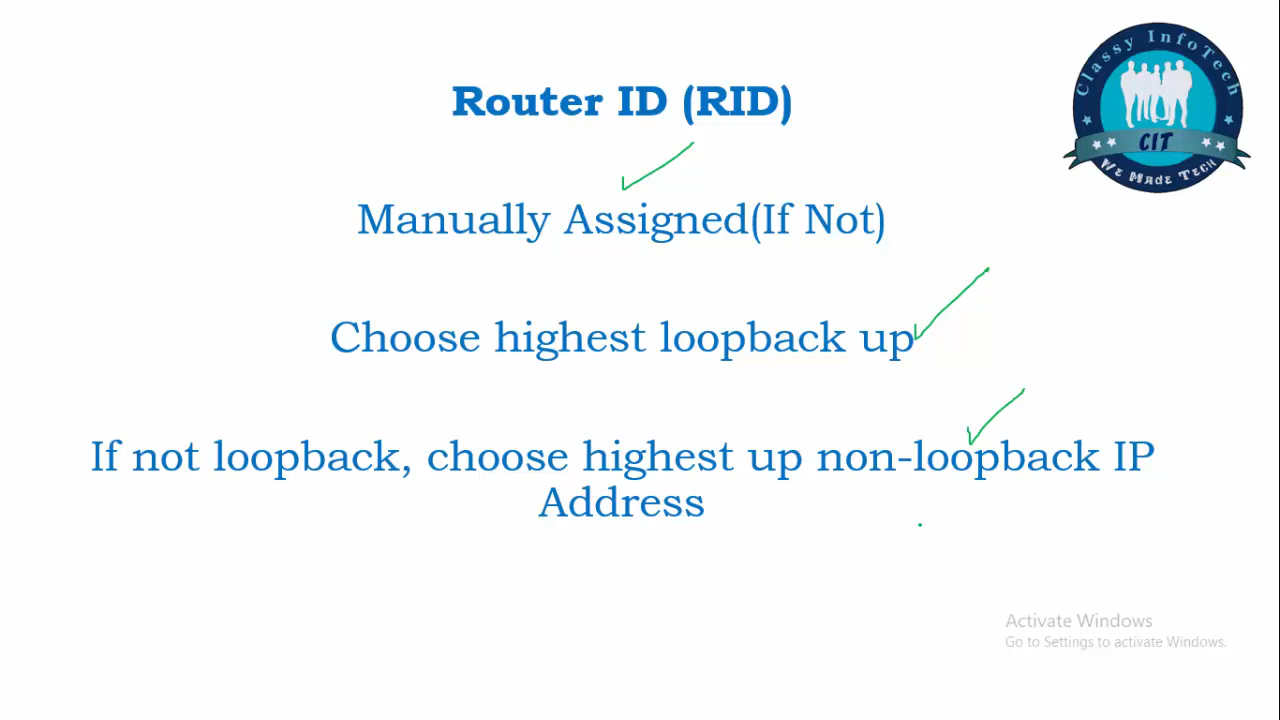 Classy InfoTech
CIT
We Made Tech
Router ID (RID)
Manually Assigned(If Not)
Choose highest loopback up
If not loopback, choose highest up non-loopback IP
Address
Activate Windows
Go to Settings to activate Windows.